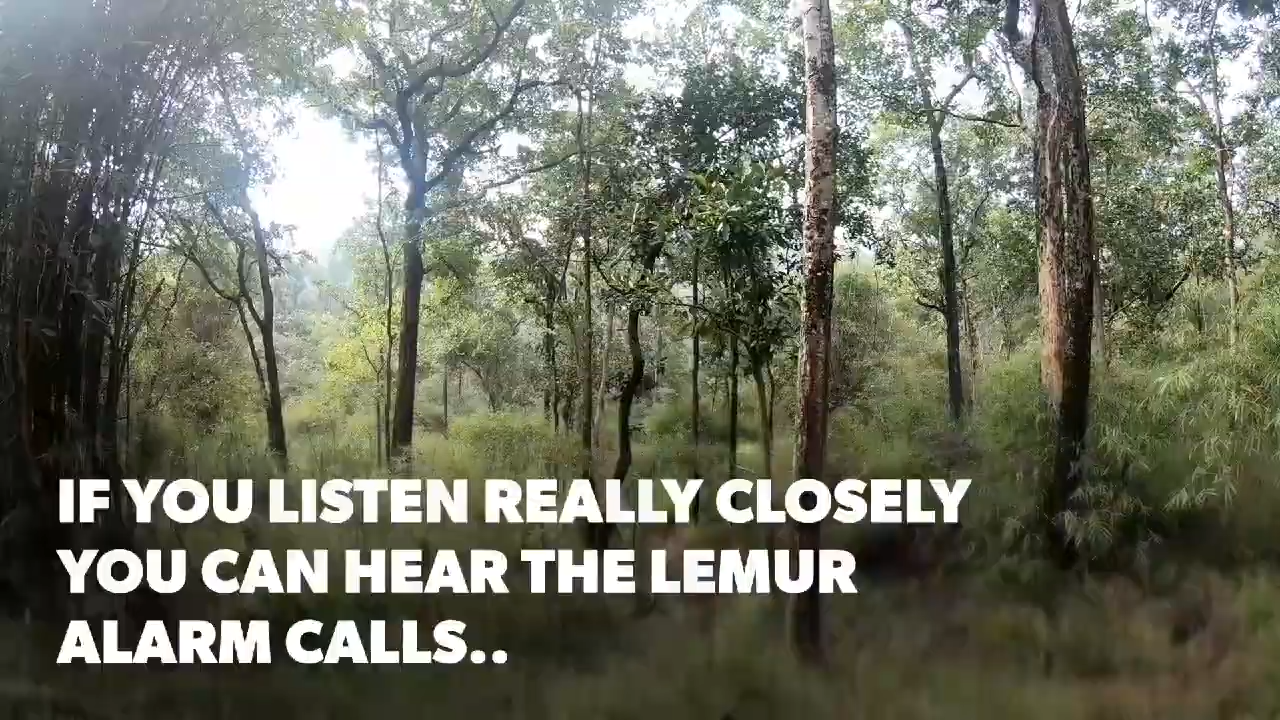 IF YOU LISTEN REALLY CLOSELY
YOU CAN HEAR THE LEMUR
ALARM CALLS..